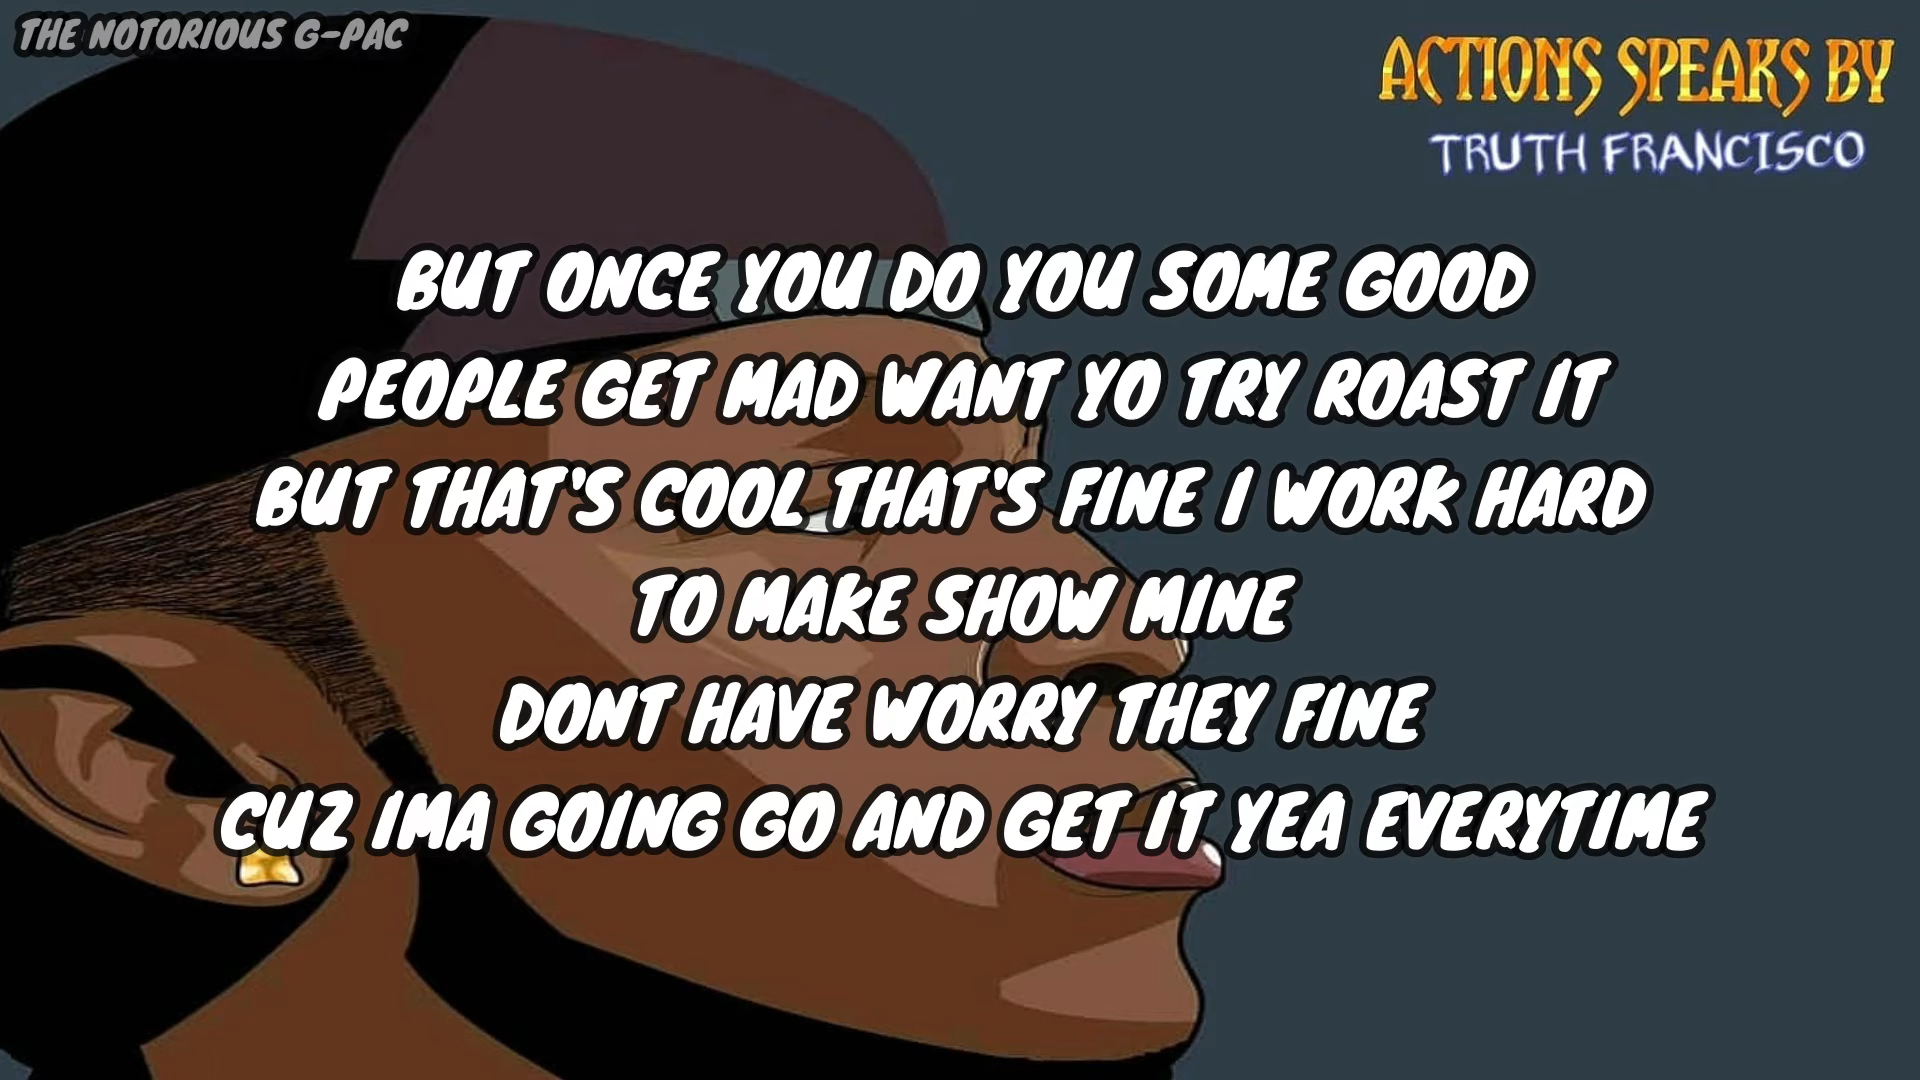 THE NOTORIOUS G-PAC
ACTIONS SPEAKS BY
TRUTH FRANCISCO
BUT ONCE YOU DO YOU SOME GOOD
PEOPLE GET MAD WANT YO TRY ROAST IT
BUT THAT'S COOL THAT'S FINE I WORK HARD
TO MAKE SHOW MINE
DONT HAVE WORRY THEY FINE
CUZ IMA GOING GO AND GET IT YEA EVERYTIME